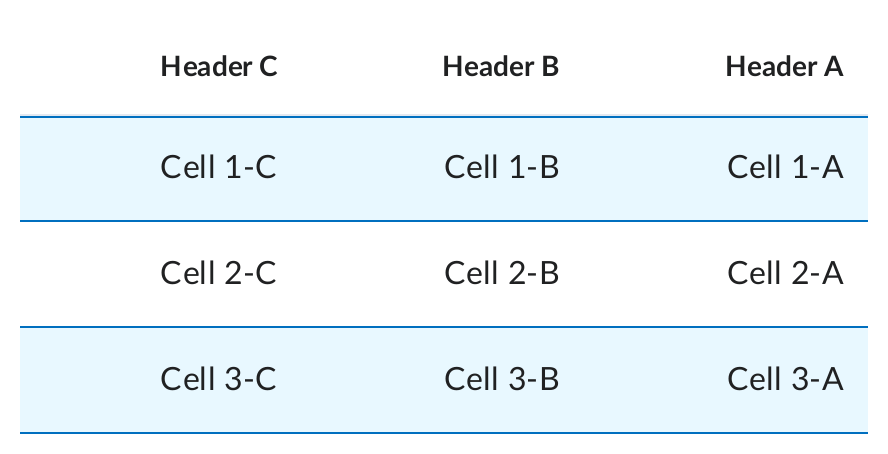 Header C Header B Header A
Cell 1-C Cell 1-B Cell 1-A
Cell 2-C Cell 2-B Cell 2-A
Cell 3-C Cell 3-B Cell 3-A